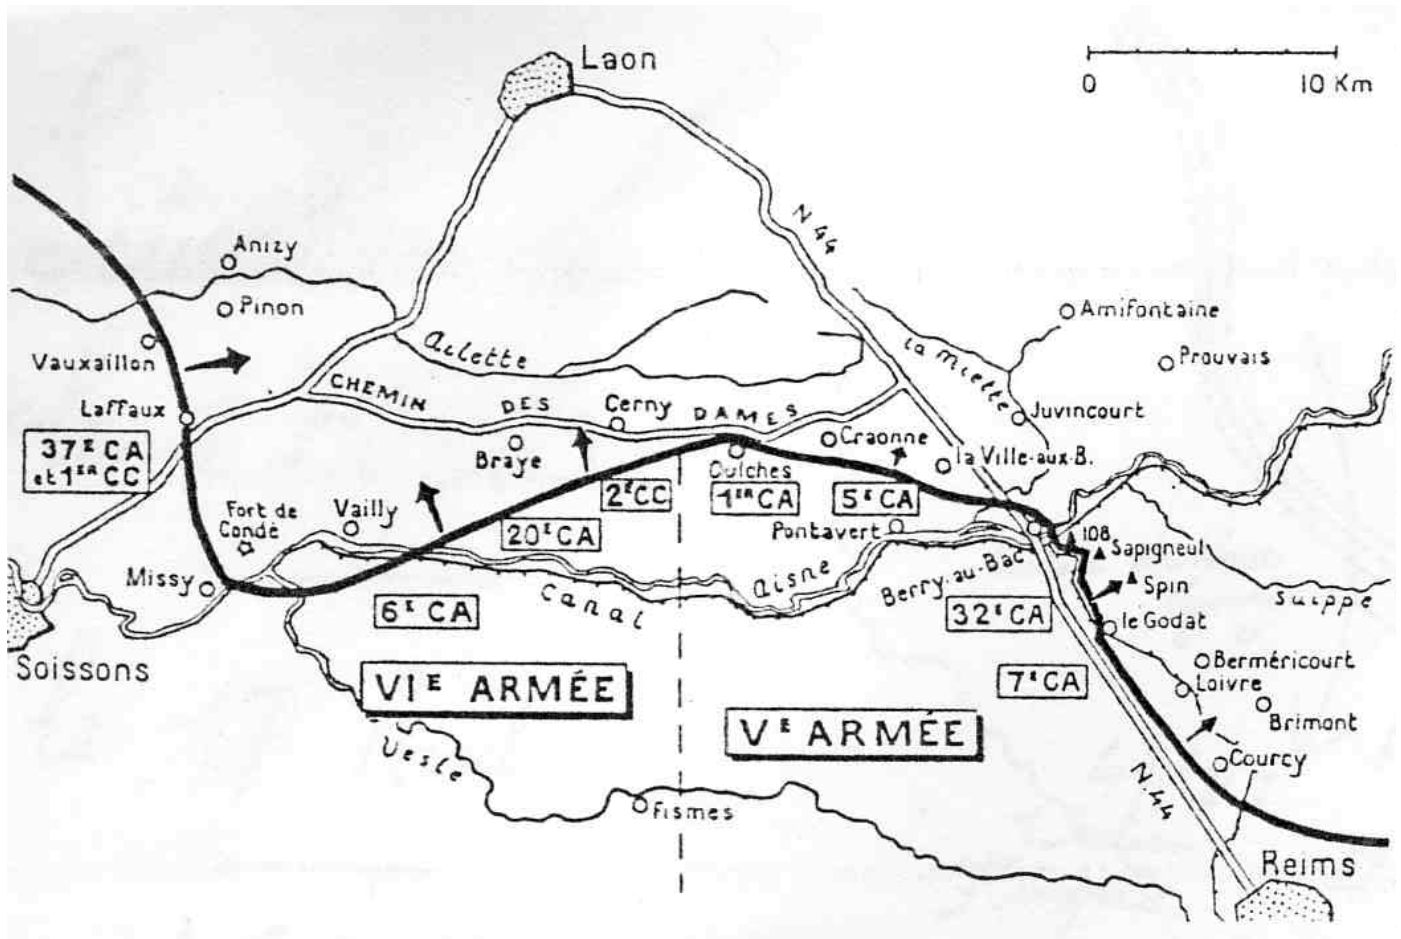 Laon
0 10 Km
N 44
Anizy
Pinon
Amifontaine
Vauxaillon
Ailette
la Miette
Prouvais
CHEMIN DES DAMES
Laffaux
Cerny
Juvincourt
37E CA
et 1ER CC
Braye
Craonne
la Ville-aux-B.
Oulches
2E CC
1ER CA
5E CA
Fort de
Condé
Vailly
20E CA
Pontavert
108
Sapigneul
Missy
Aisne
Berry-au-Bac
Spin
Suippe
6E CA
Canal
32E CA
le Godat
Soissons
VIE ARMÉE
7E CA
Berméricourt
Loivre
Brimont
Vesle
VE ARMÉE
Courcy
N.44
Fismes
Reims